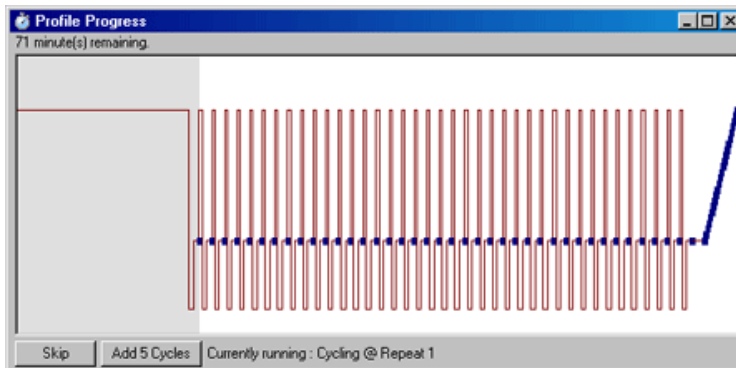 Profile Progress
71 minute(s) remaining.
Skip Add 5 Cycles Currently running : Cycling @ Repeat 1